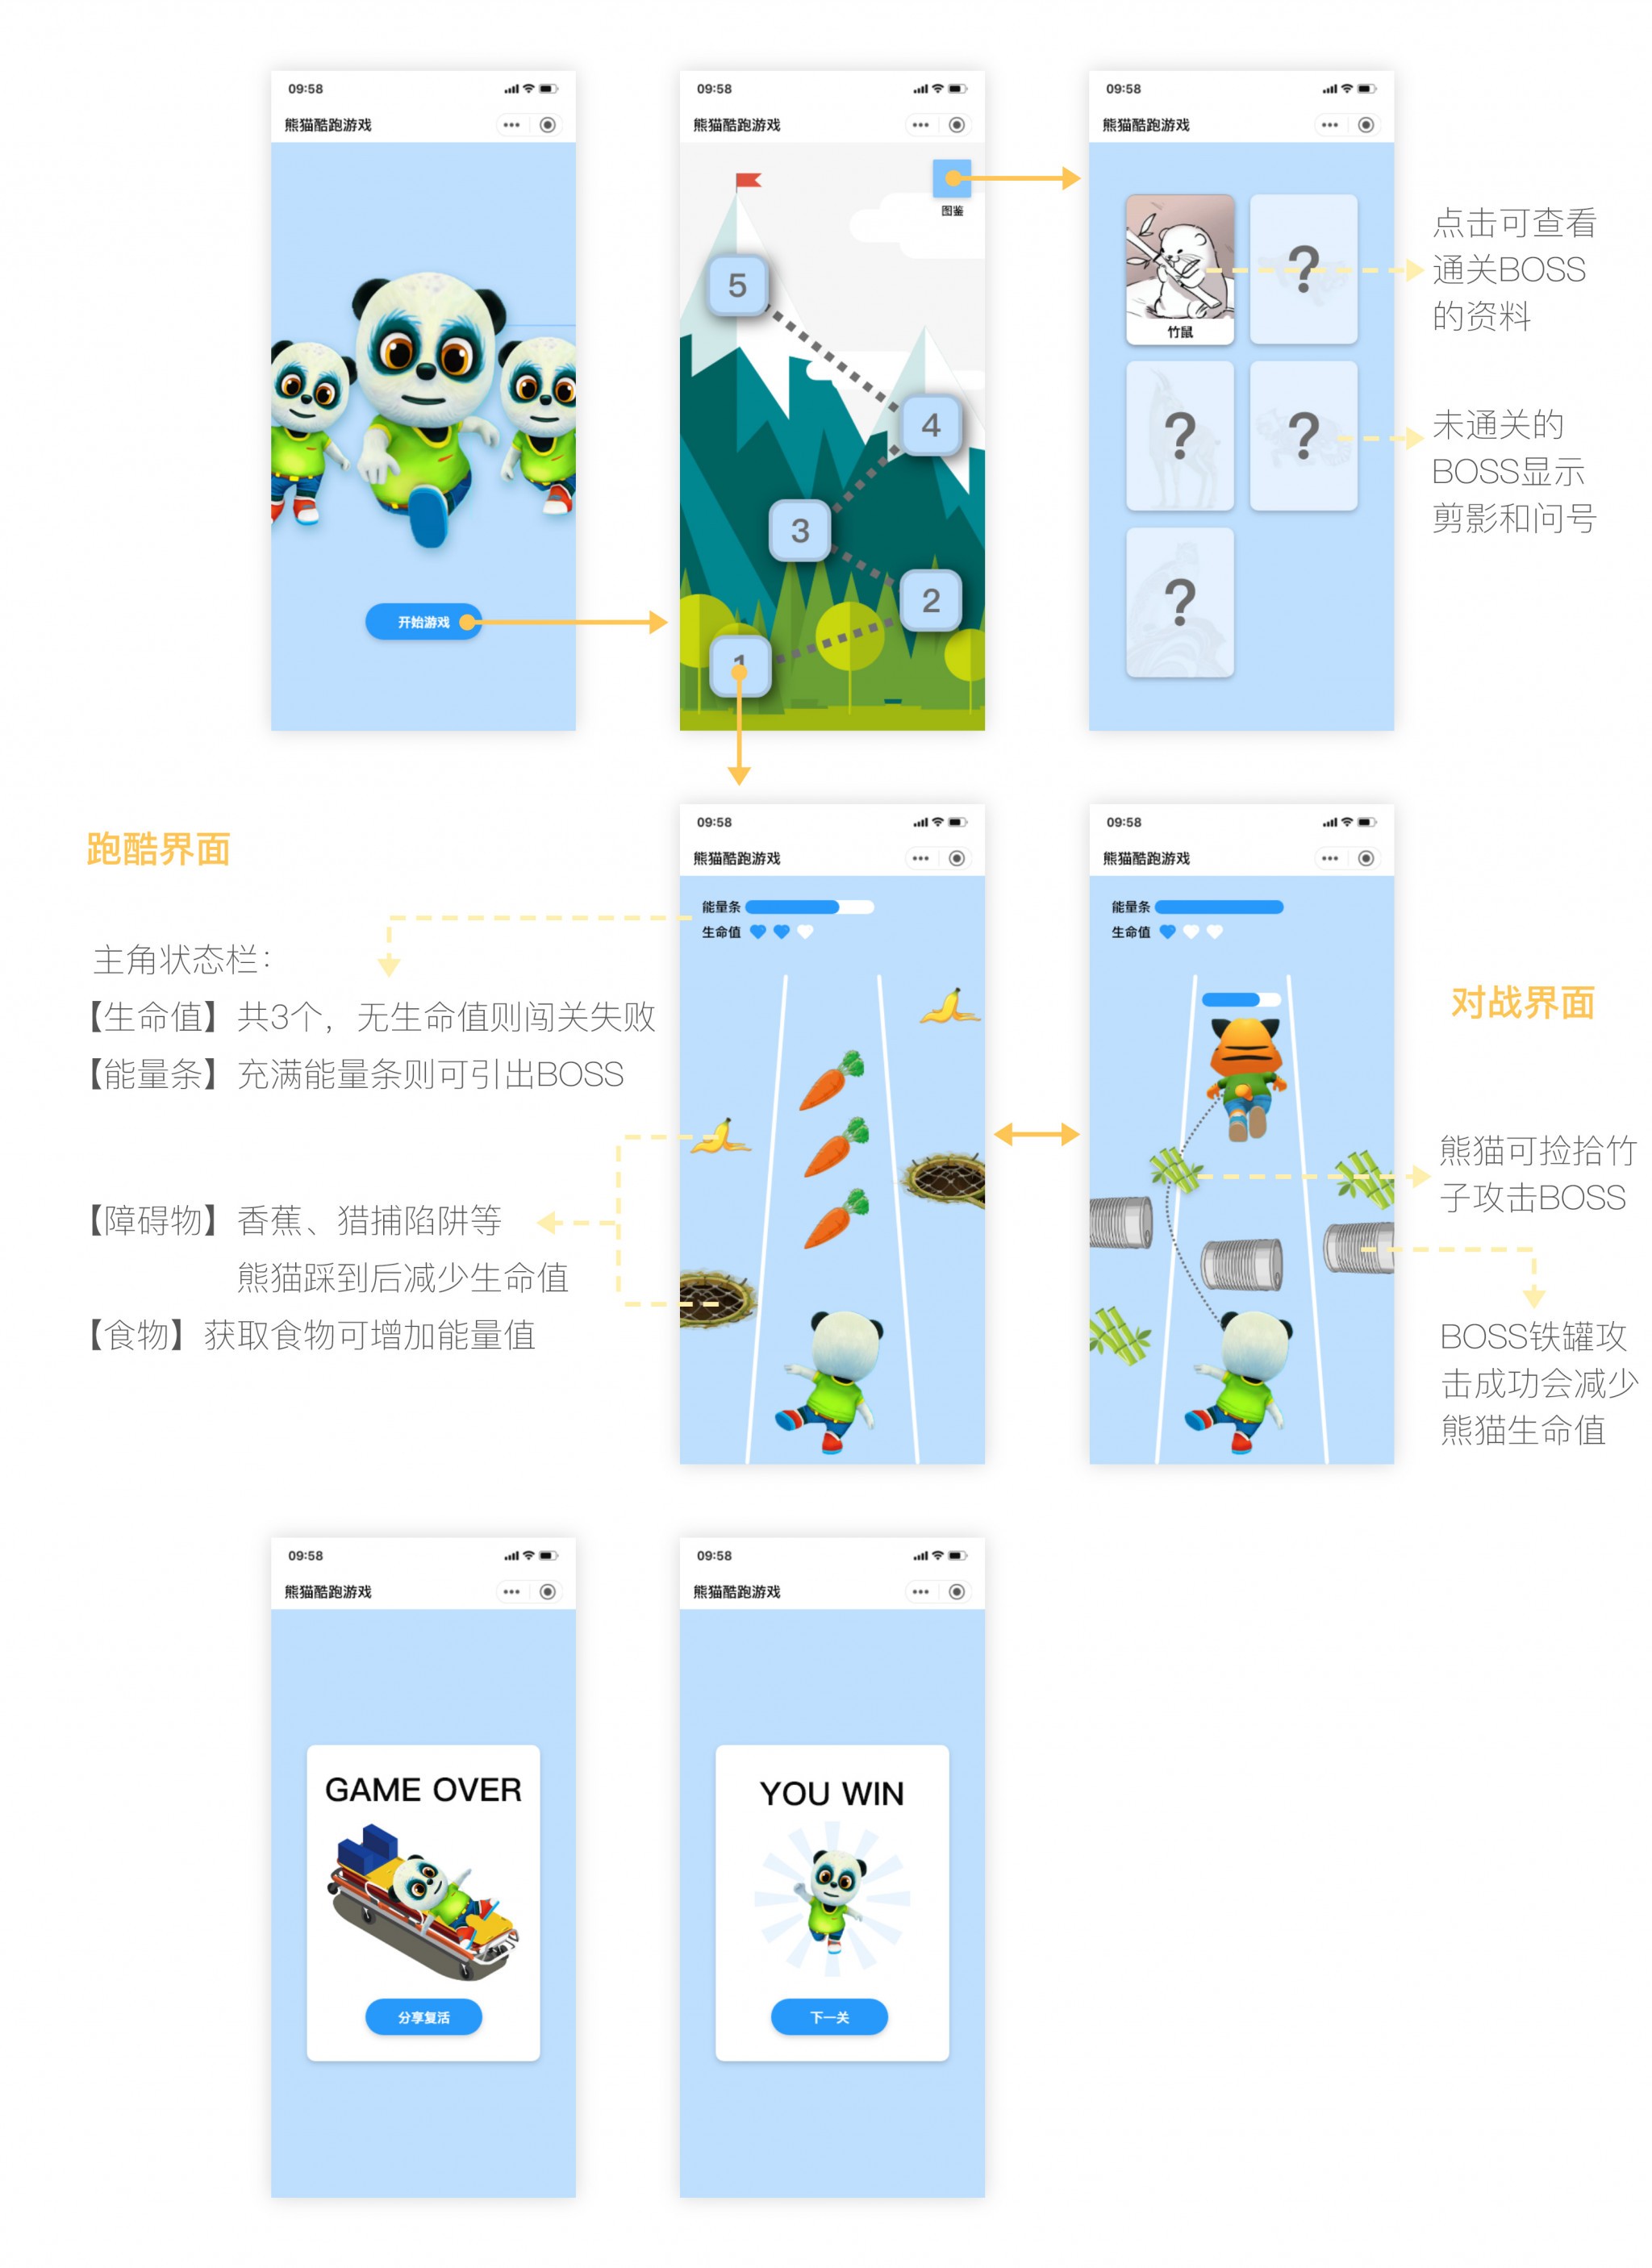 09:58
熊猫酷跑游戏
开始游戏
09:58
熊猫酷跑游戏
图鉴
5
4
3
2
1
09:58
熊猫酷跑游戏
?
竹鼠
?
?
?
点击可查看
通关BOSS
的资料
未通关的
BOSS显示
剪影和问号
跑酷界面
主角状态栏：
【生命值】共3个，无生命值则闯关失败
【能量条】充满能量条则可引出BOSS
【障碍物】香蕉、猎捕陷阱等
熊猫踩到后减少生命值
【食物】获取食物可增加能量值
09:58
熊猫酷跑游戏
能量条
生命值
09:58
熊猫酷跑游戏
能量条
生命值
对战界面
熊猫可捡拾竹
子攻击BOSS
BOSS铁罐攻
击成功会减少
熊猫生命值
09:58
熊猫酷跑游戏
GAME OVER
分享复活
09:58
熊猫酷跑游戏
YOU WIN
下一关